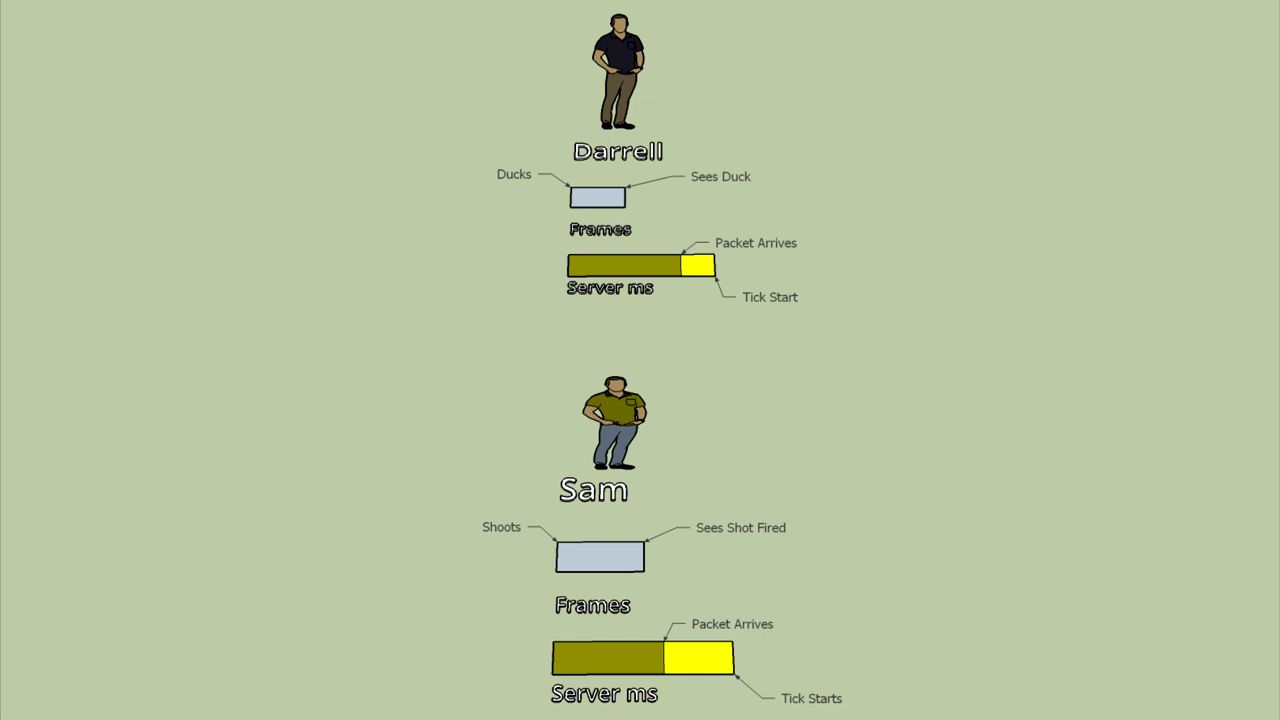 Darrell
Ducks
Sees Duck
Frames
Packet Arrives
Server ms
Tick Start
Sam
Shoots
Sees Shot Fired
Frames
Packet Arrives
Server ms
Tick Starts